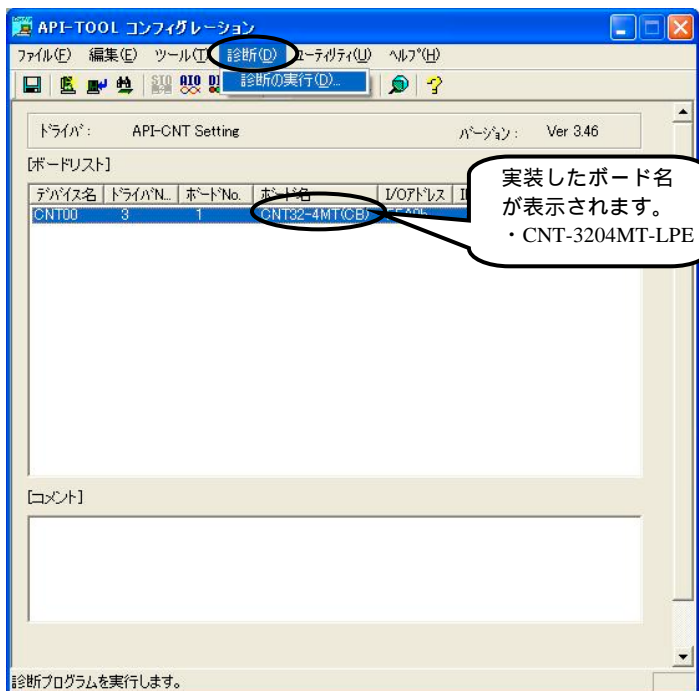 API-TOOL コンフィグレーション
ファイル(F) 編集(E) ツール(T) 診断(D) ユーティリティ(U) ヘルプ(H)
診断の実行(D)...
ドライバ: API-CNT Setting バージョン: Ver 3.46
[ボードリスト]
デバイス名 ドライバN... ボードNo. ボード名 I/Oアドレス
CNT00 3 1 CNT32-4MT(CB)
実装したボード名
が表示されます。
・CNT-3204MT-LPE
[コメント]
診断プログラムを実行します。